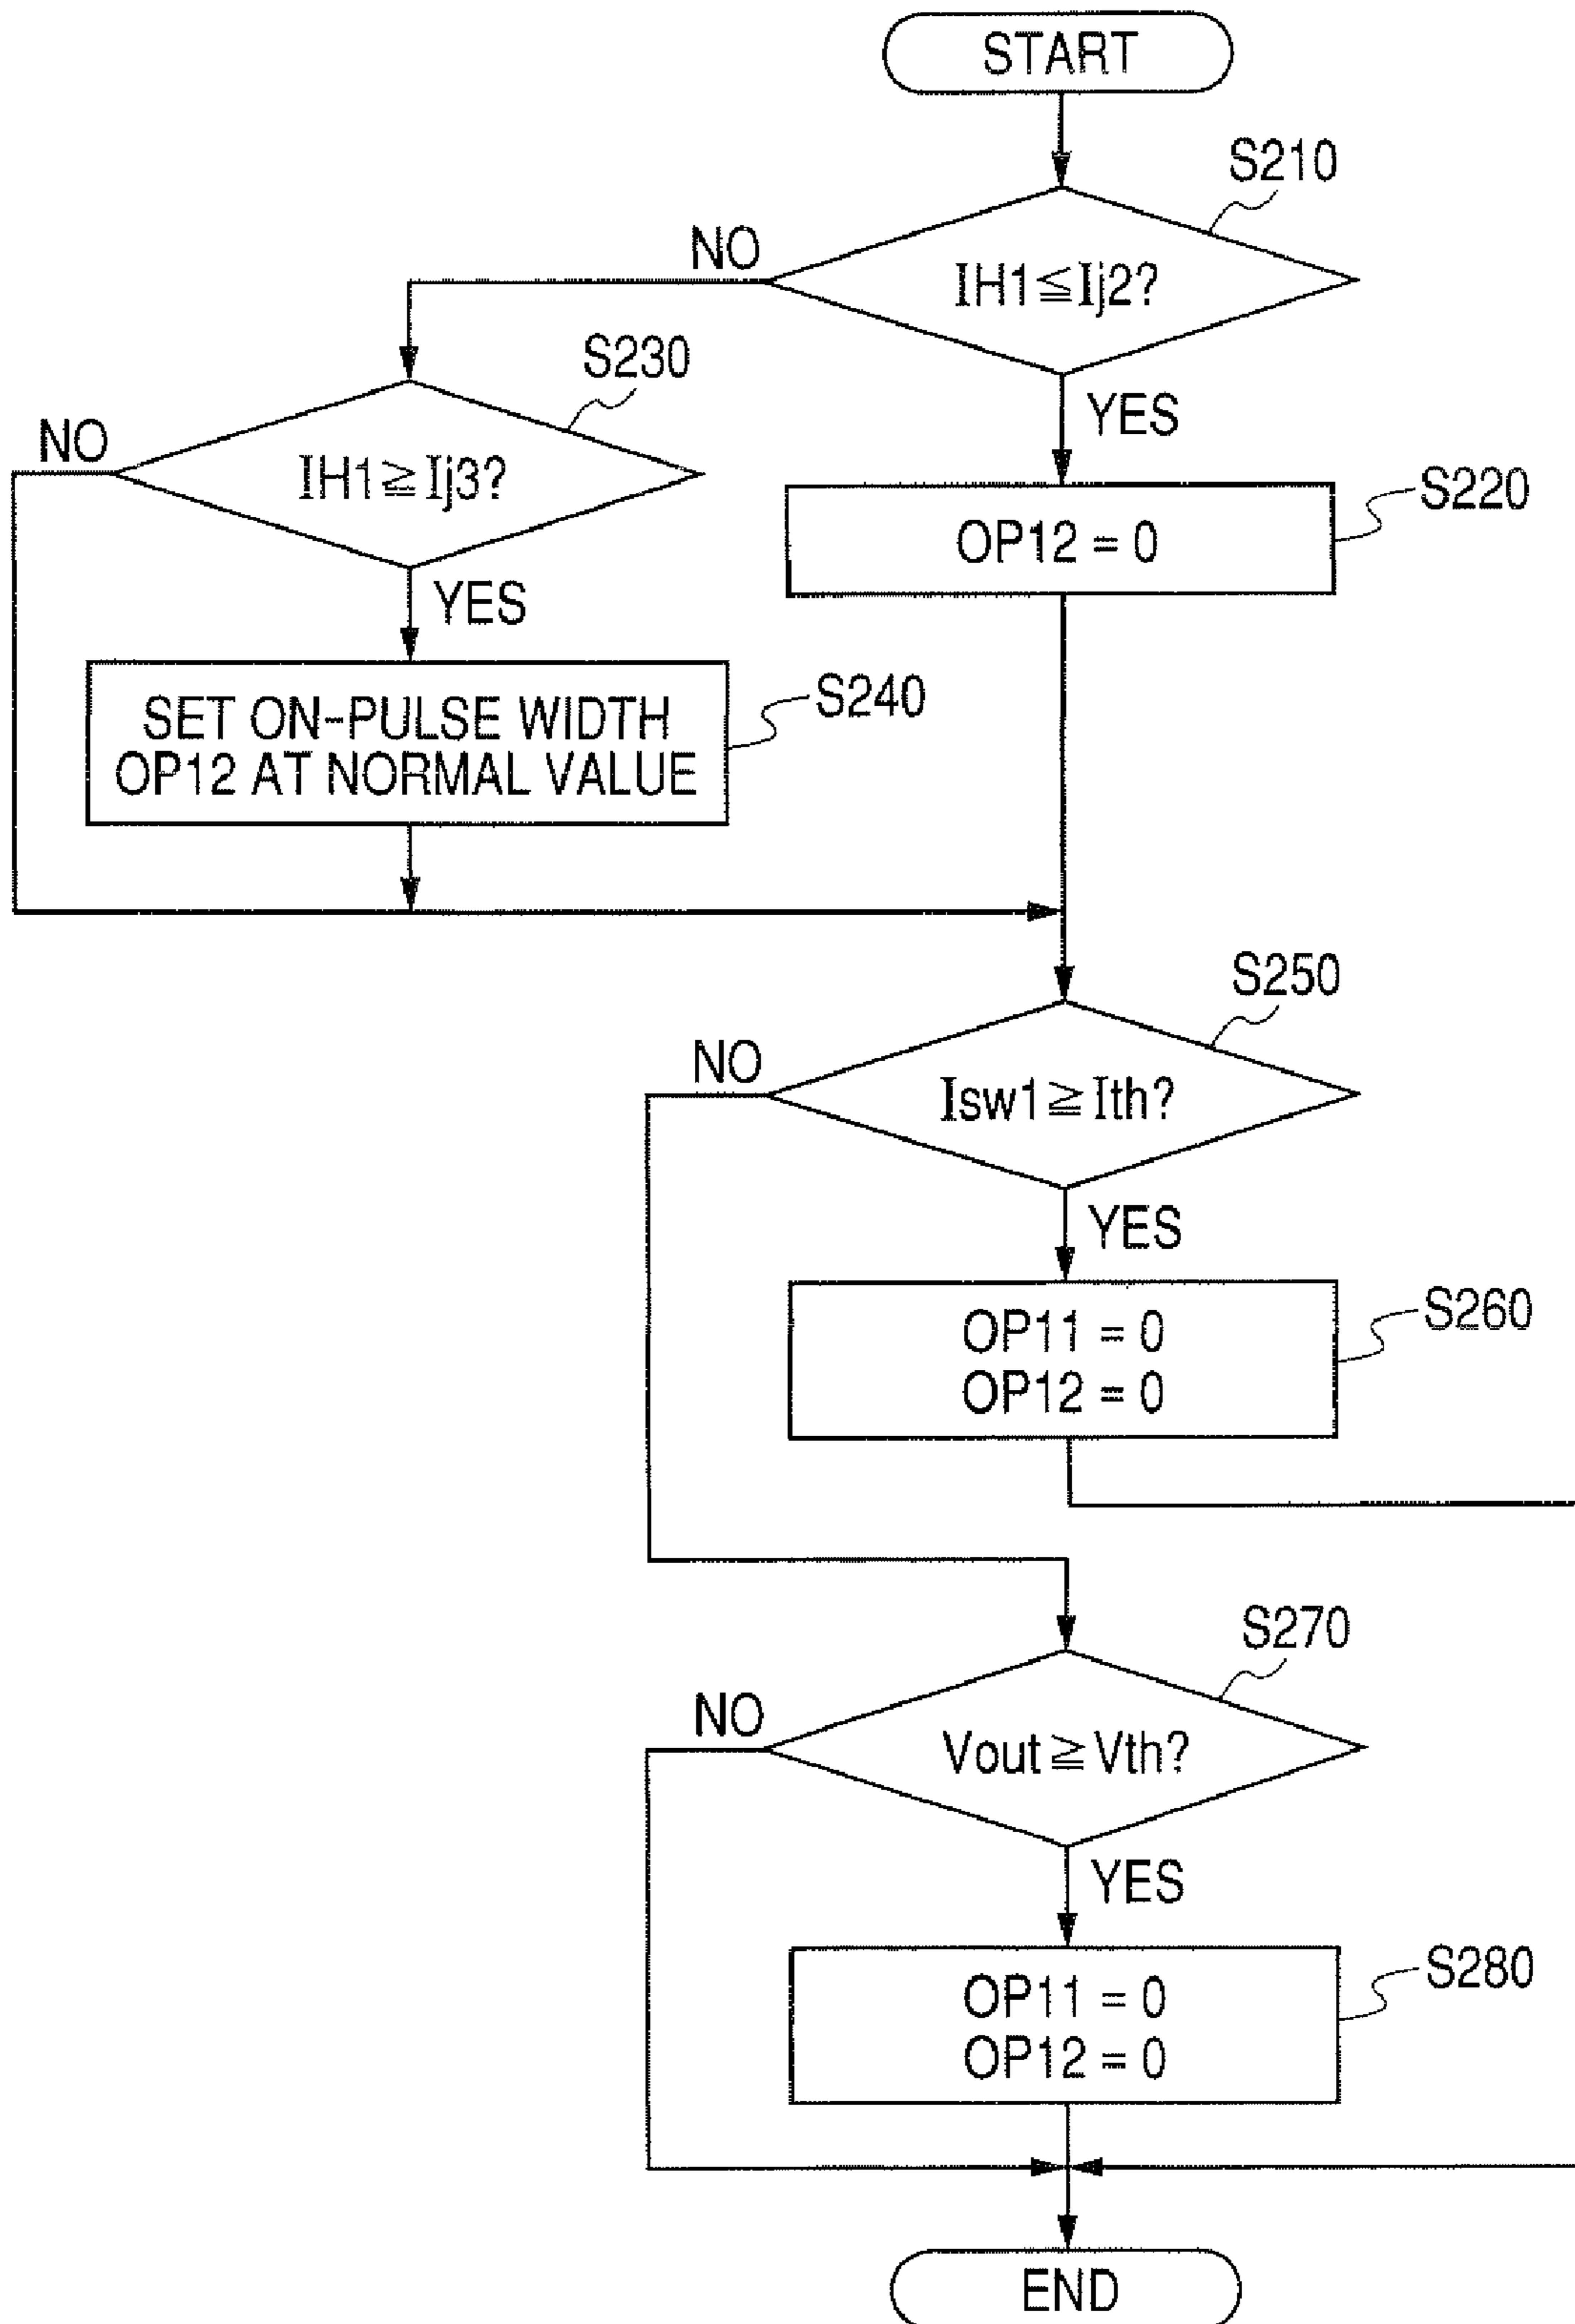 START
S210
NO
IH1≦Ij2?
S230
YES
NO
IH1≧Ij3?
S220
OP12 = 0
YES
S240
SET ON-PULSE WIDTH
OP12 AT NORMAL VALUE
S250
NO
Isw1≧Ith?
YES
S260
OP11 = 0
OP12 = 0
S270
NO
Vout≧Vth?
YES
S280
OP11 = 0
OP12 = 0
END